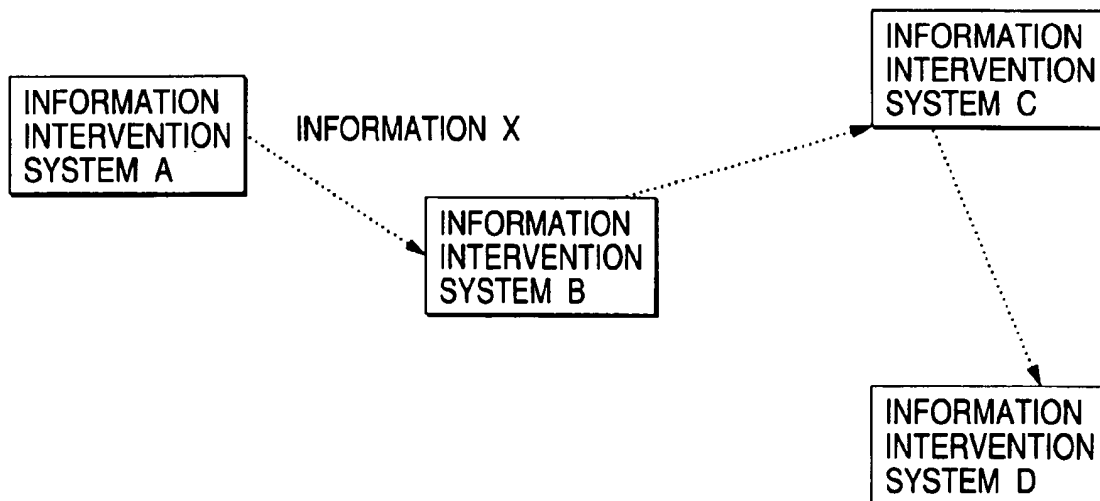 INFORMATION
INTERVENTION
SYSTEM A
INFORMATION X
INFORMATION
INTERVENTION
SYSTEM B
INFORMATION
INTERVENTION
SYSTEM C
INFORMATION
INTERVENTION
SYSTEM D